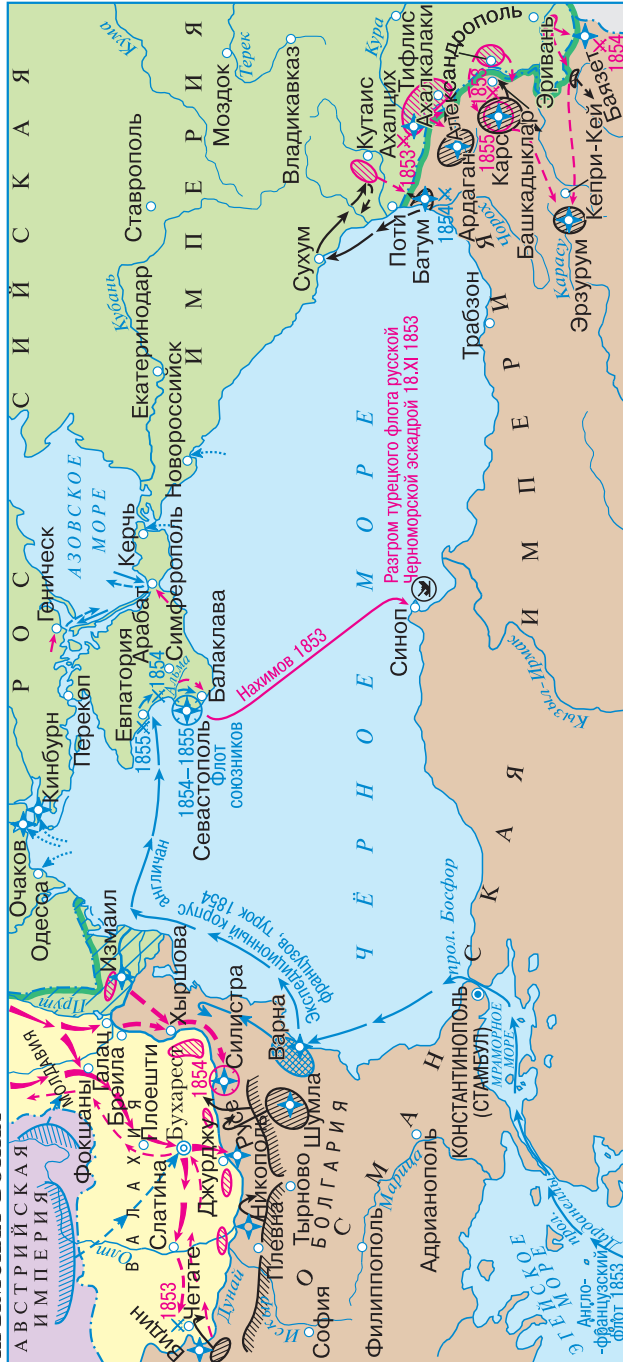 РОССИЙСКАЯ
ИМПЕРИЯ
АВСТРИЙСКАЯ
ИМПЕРИЯ
МОЛДАВИЯ
ВАЛАХИЯ
БОЛГАРИЯ
ОСМАНСКАЯ ИМПЕРИЯ
ЧЁРНОЕ МОРЕ
АЗОВСКОЕ
МОРЕ
МРАМОРНОЕ
МОРЕ
ЭГЕЙСКОЕ
МОРЕ
прол. Босфор
прол. Дарданеллы
Англо-
-французский
флот 1853
Экспедиционный корпус англичан
французов, турок 1854
Нахимов 1853
Разгром турецкого флота русской
Черноморской эскадрой 18.XI 1853
1854–1855
Флот
союзников
Очаков
Одесса
Кинбурн
Перекоп
Геническ
Евпатория
1855
1854
Арабат
Симферополь
Альма
Севастополь
Балаклава
Керчь
Новороссийск
Екатеринодар
Кубань
Ставрополь
Кума
Моздок
Терек
Владикавказ
Сухум
Кутаис
Кура
Тифлис
Ахалцих
1853
Ахалкалаки
Александрополь
1853
Эривань
Поти
Батум
1854
Ардаган
Карс
1855
Башкадыклар
Кепри-Кей
Баязет
1854
Чорох
Карасу
Эрзурум
Трабзон
Синоп
Кызыл-Ирмак
Прут
Измаил
Фокшаны
Галац
Брейла
Плоешти
Бухарест
Хыршова
Силистра
1854
Слатина
Олт
Джурджу
Русе
Четате
1853
Видин
Дунай
Никополь
Плевна
Тырново
Шумла
Варна
София
Филиппополь
Марица
Адрианополь
КОНСТАНТИНОПОЛЬ
(СТАМБУЛ)